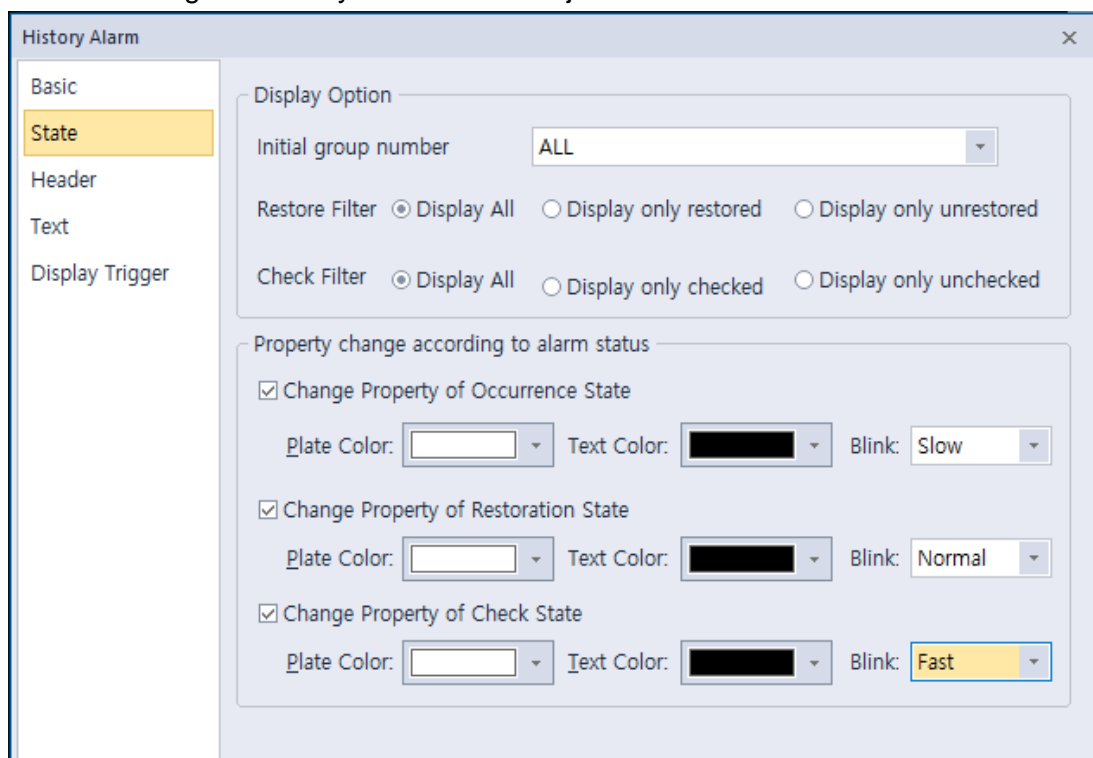 History Alarm
Basic
State
Header
Text
Display Trigger
Display Option
Initial group number ALL
Restore Filter Display All Display only restored Display only unrestored
Check Filter Display All Display only checked Display only unchecked
Property change according to alarm status
Change Property of Occurrence State
Plate Color: Text Color: Blink: Slow
Change Property of Restoration State
Plate Color: Text Color: Blink: Normal
Change Property of Check State
Plate Color: Text Color: Blink: Fast